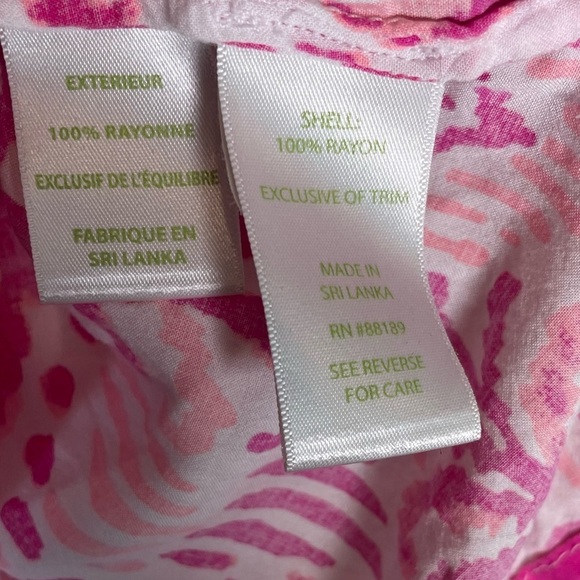 EXTERIEUR
100% RAYONNE
EXCLUSIF DE L'ÉQUILIBRE
FABRIQUE EN
SRI LANKA
SHELL:
100% RAYON
EXCLUSIVE OF TRIM
MADE IN
SRI LANKA
RN #88189
SEE REVERSE
FOR CARE